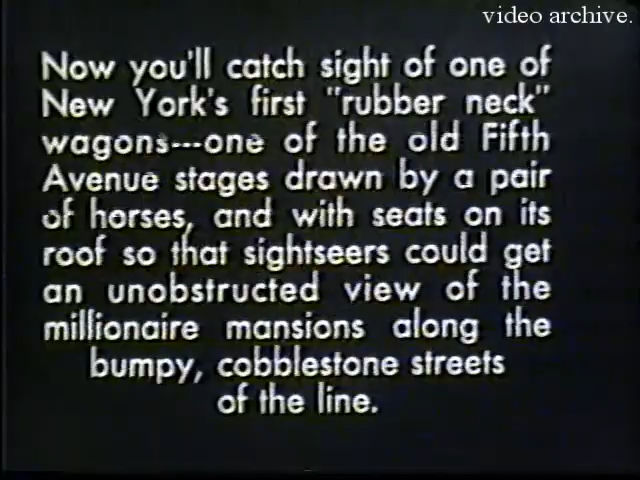 video archive.
Now you'll catch sight of one of
New York's first "rubber neck"
wagons---one of the old Fifth
Avenue stages drawn by a pair
of horses, and with seats on its
roof so that sightseers could get
an unobstructed view of the
millionaire mansions along the
bumpy, cobblestone streets
of the line.